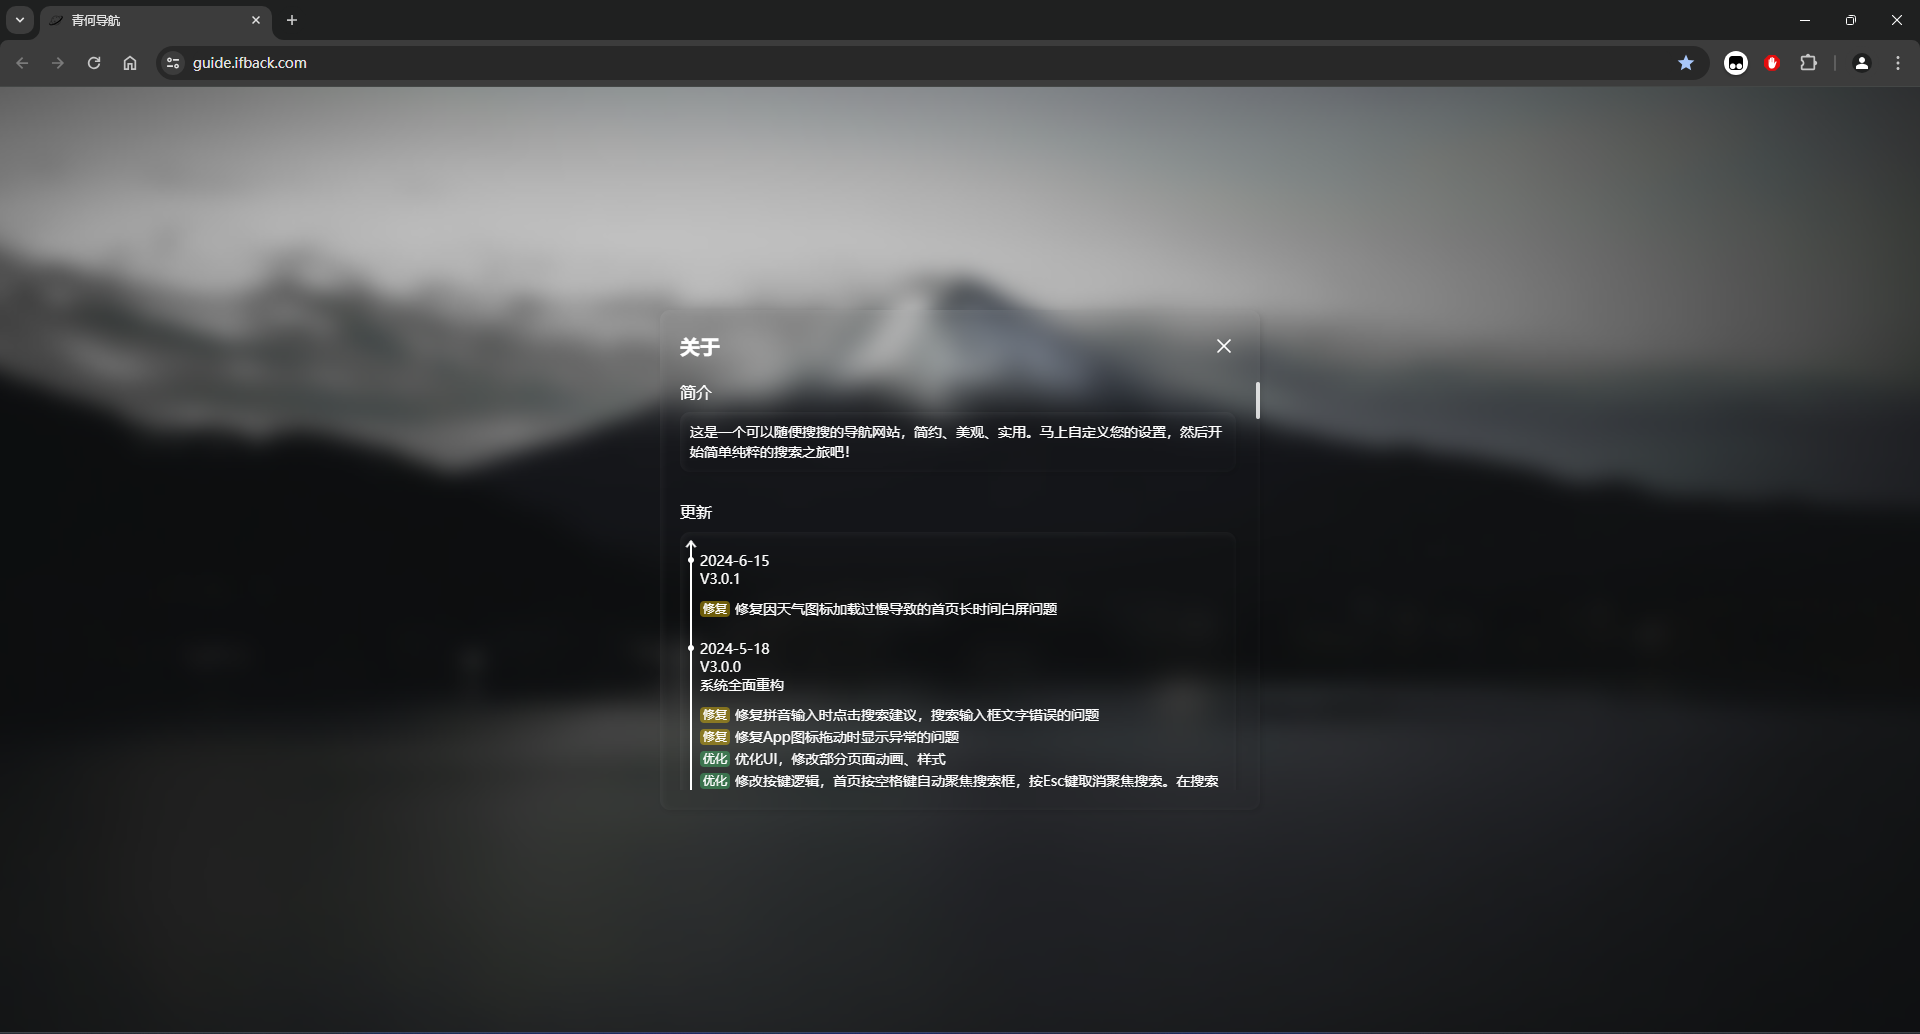 青何导航
guide.ifback.com
关于
简介
这是一个可以随便搜搜的导航网站，简约、美观、实用。马上自定义您的设置，然后开
始简单纯粹的搜索之旅吧！
更新
2024-6-15
V3.0.1
修复 修复因天气图标加载过慢导致的首页长时间白屏问题
2024-5-18
V3.0.0
系统全面重构
修复 修复拼音输入时点击搜索建议，搜索输入框文字错误的问题
修复 修复App图标拖动时显示异常的问题
优化 优化UI，修改部分页面动画、样式
优化 修改按键逻辑，首页按空格键自动聚焦搜索框，按Esc键取消聚焦搜索。在搜索